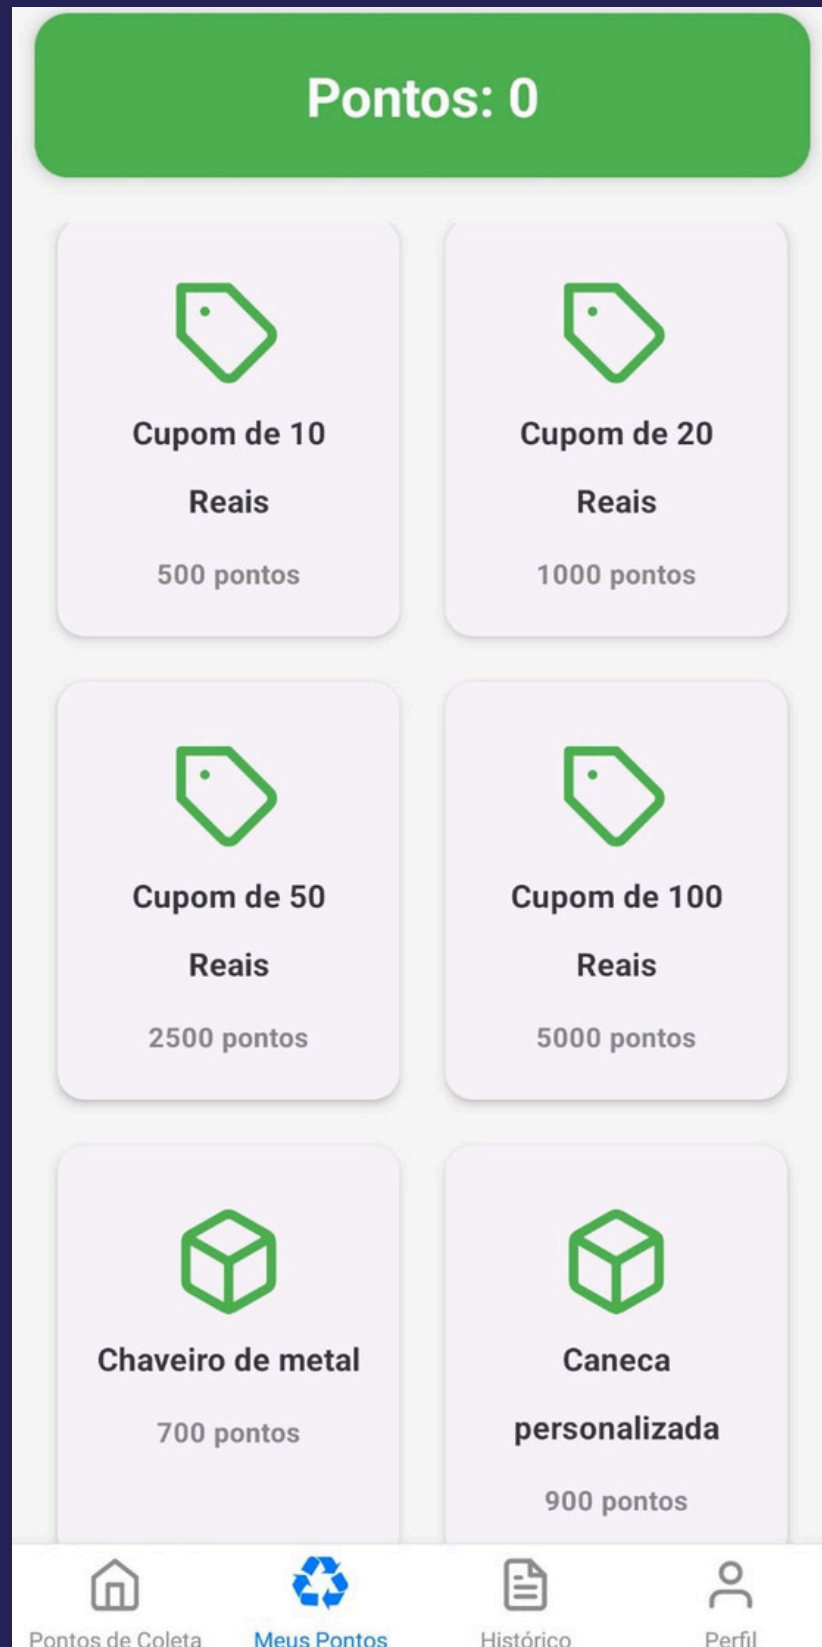 Pontos: 0
Cupom de 10
Reais
500 pontos
Cupom de 20
Reais
1000 pontos
Cupom de 50
Reais
2500 pontos
Cupom de 100
Reais
5000 pontos
Chaveiro de metal
700 pontos
Caneca
personalizada
900 pontos
Pontos de Coleta
Meus Pontos
Histórico
Perfil